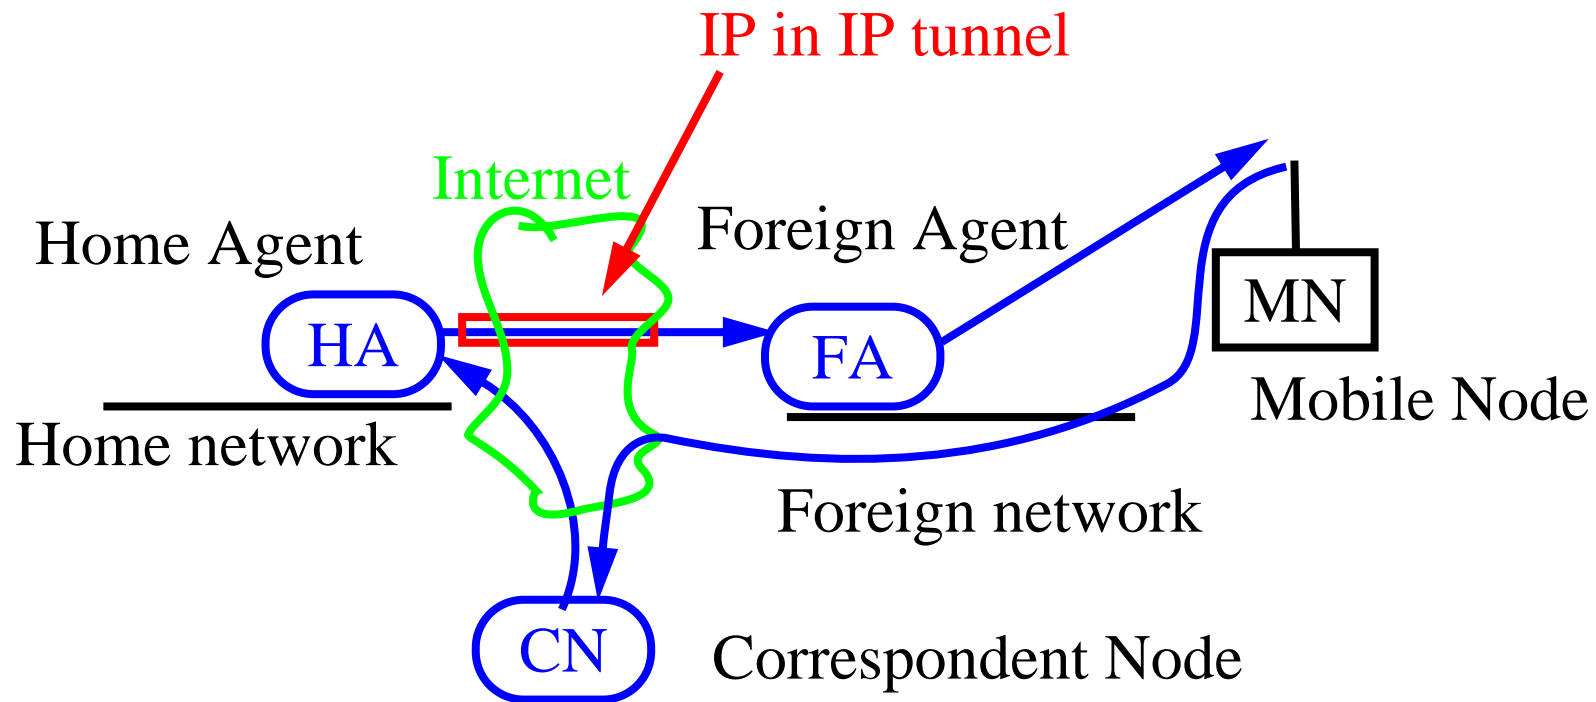 IP in IP tunnel
Internet
Home Agent
Foreign Agent
HA
FA
MN
Mobile Node
Home network
Foreign network
CN
Correspondent Node